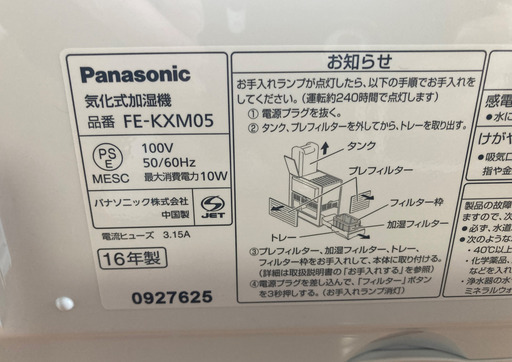 Panasonic
気化式加湿機
品番 FE-KXM05
PS
E
MESC
100V
50/60Hz
最大消費電力10W
パナソニック株式会社
中国製
S
JET
電流ヒューズ 3.15A
16年製
0927625
お知らせ
お手入れランプが点灯したら、以下の手順でお手入れを
してください。(運転約240時間で点灯します)
①電源プラグを抜く。
②タンク、プレフィルターを外してから、トレーを取り出す。
タンク
プレフィルター
フィルター枠
加湿フィルター
トレー
③プレフィルター、加湿フィルター、トレー、
フィルター枠をお手入れして、本体に取り付ける。
(詳細は取扱説明書の「お手入れする」を参照)
④電源プラグを差し込んで、「フィルター」ボタン
を3秒押しする。(お手入れランプ消灯)
感電
●水に
けがや
●吸気口
指や金
製品の故障
ますので、次
●必ず、水道
●次のような
・40℃以上
・化学薬品、
などを入れ
・浄水器の水
ミネラルウォ